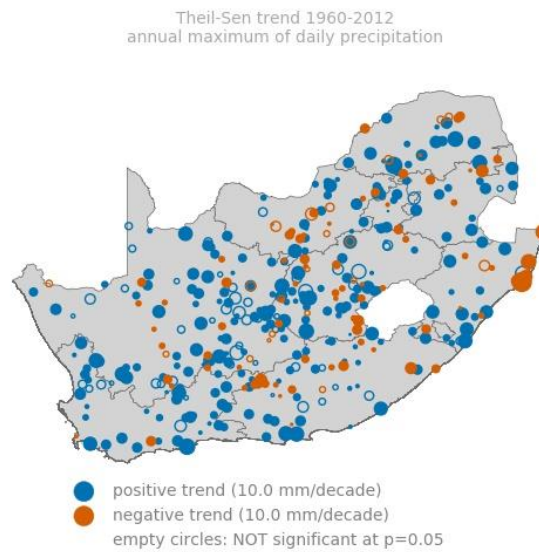 Theil-Sen trend 1960-2012
annual maximum of daily precipitation
positive trend (10.0 mm/decade)
negative trend (10.0 mm/decade)
empty circles: NOT significant at p=0.05